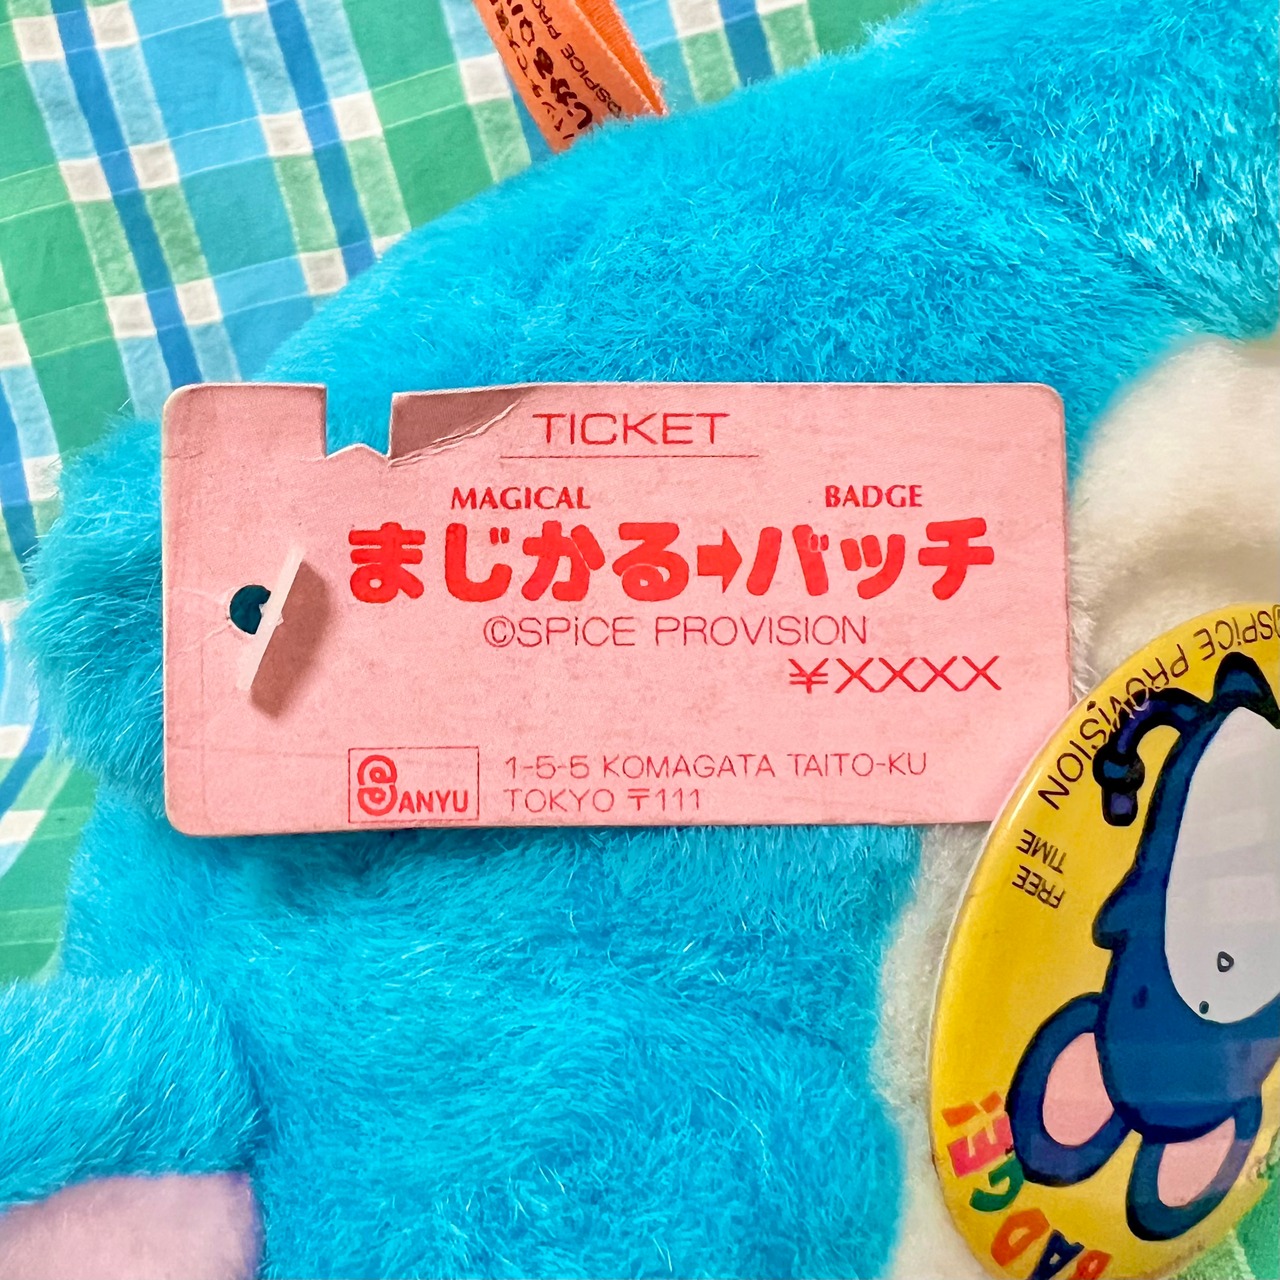 TICKET
MAGICAL BADGE
まじかる➡バッチ
©SPiCE PROVISION
¥XXXX
SANYU
1-5-5 KOMAGATA TAITO-KU
TOKYO 〒111
©SPiCE PROVISION
FREE
TIME
BADGE!